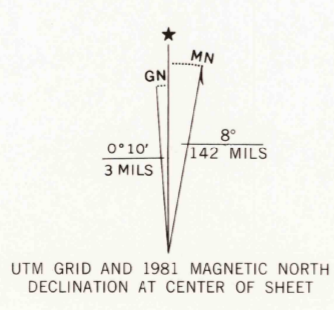 ★
MN
GN
8°
0°10'
142 MILS
3 MILS
UTM GRID AND 1981 MAGNETIC NORTH
DECLINATION AT CENTER OF SHEET